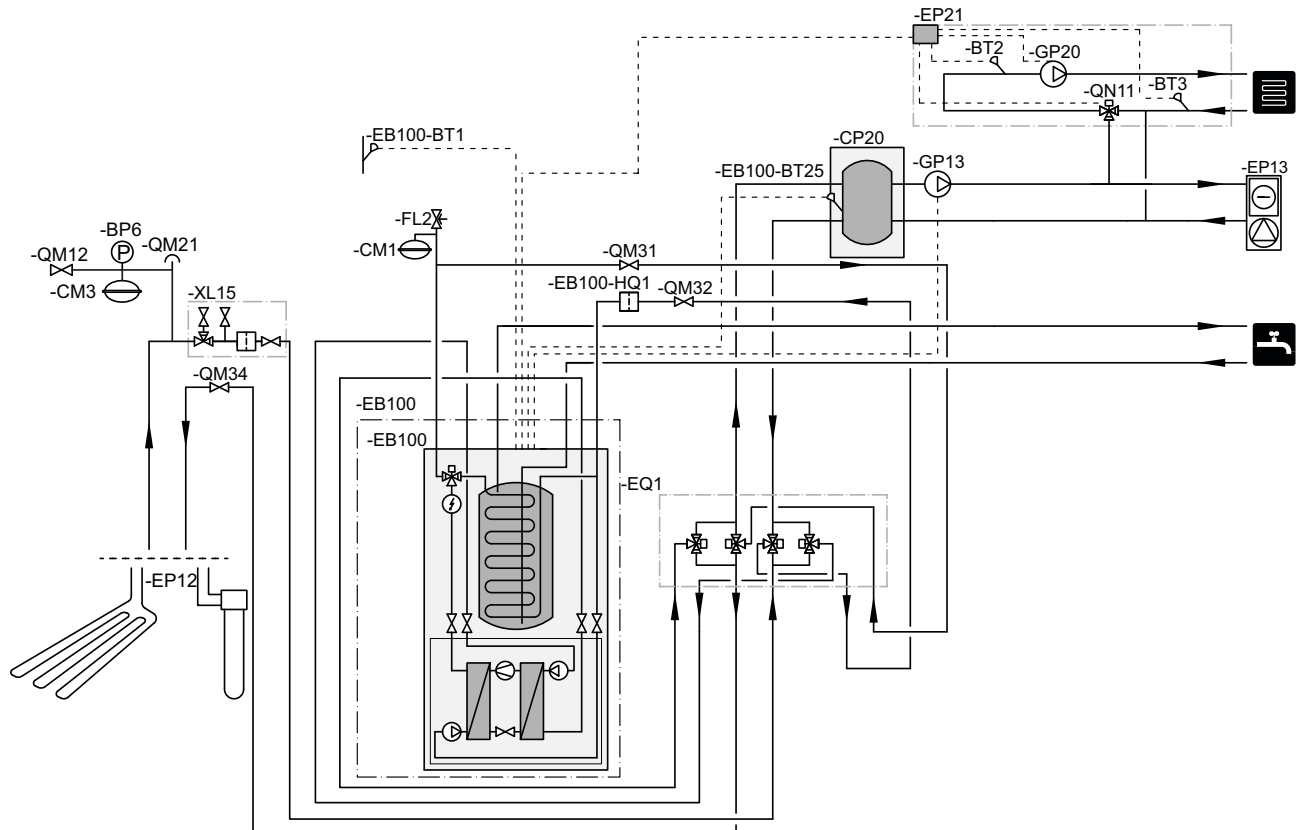 -EP21
-BT2
-GP20
-BT3
-QN11
-EB100-BT1
-CP20
-GP13
-EB100-BT25
-EP13
-FL2
-BP6
-QM21
-CM1
-QM12
-QM31
-CM3
-EB100-HQ1
-QM32
-XL15
-QM34
-EB100
-EB100
-EQ1
-EP12
P